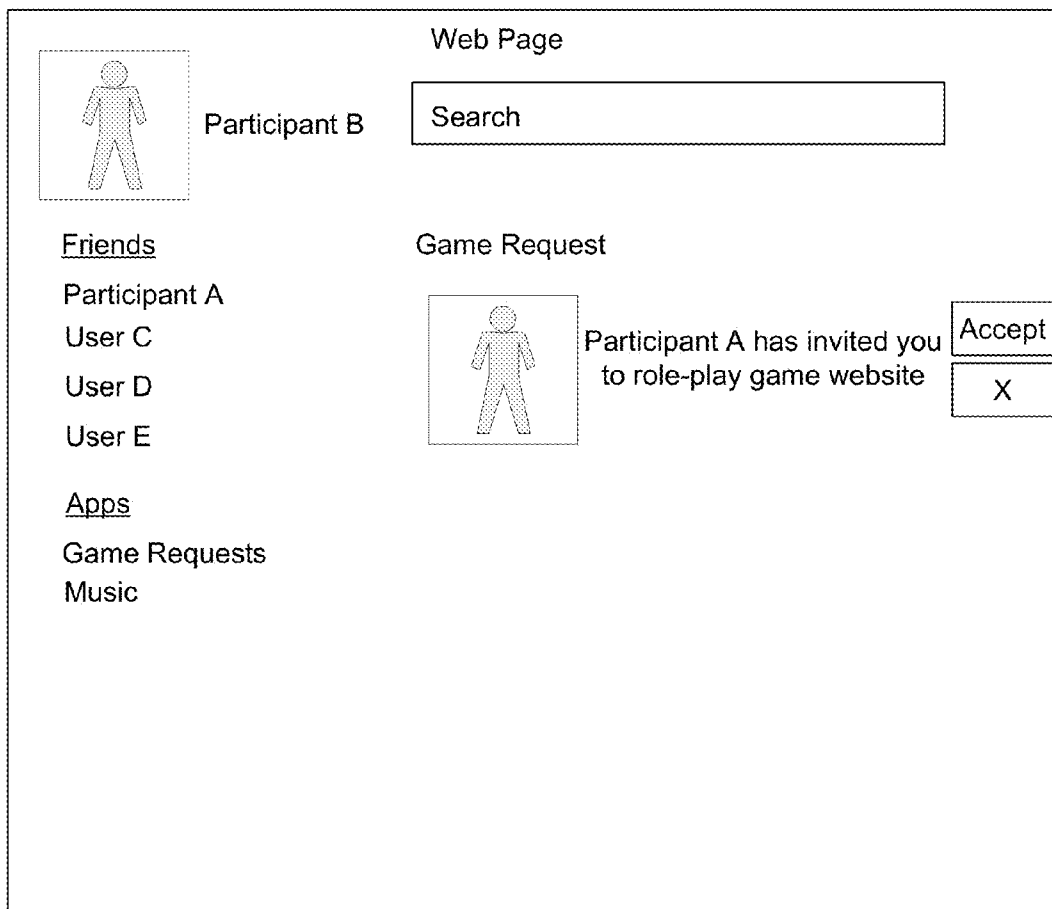 Web Page
Participant B
Search
Friends
Participant A
User C
User D
User E
Apps
Game Requests
Music
Game Request
Participant A has invited you
to role-play game website
Accept
X